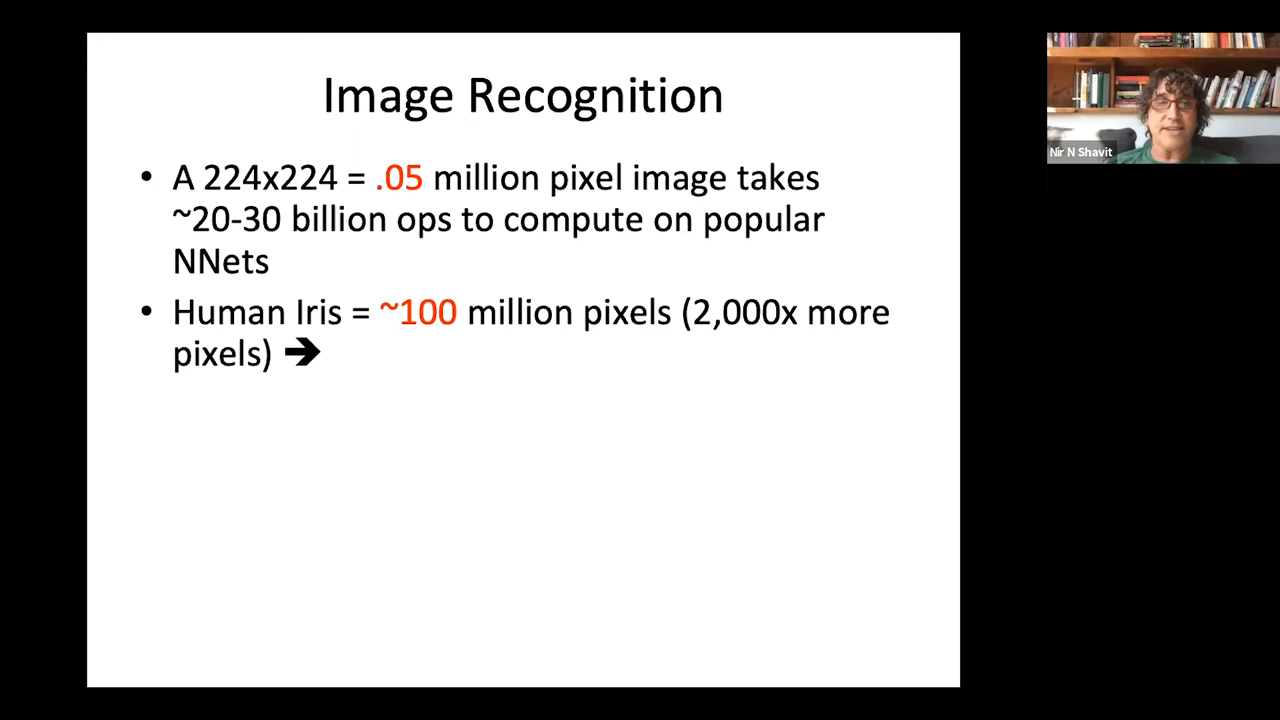 Image Recognition
• A 224x224 = .05 million pixel image takes
~20-30 billion ops to compute on popular
NNets
• Human Iris = ~100 million pixels (2,000x more
pixels) ➔
Nir N Shavit